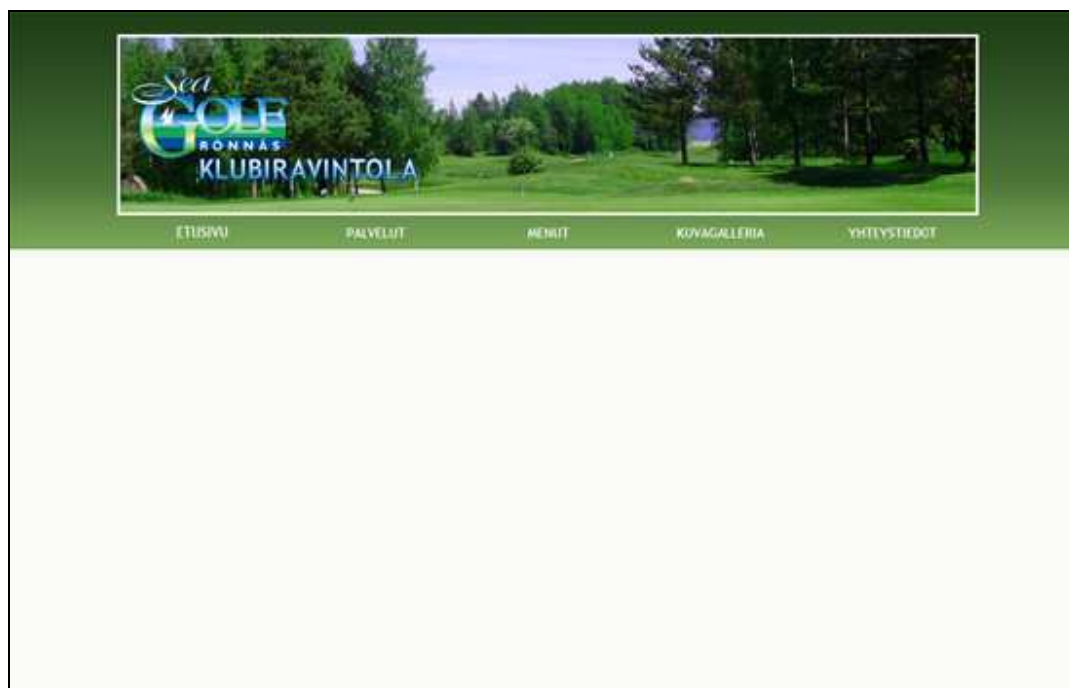 Sea
GOLF
RÖNNÄS
KLUBIRAVINTOLA
ETUSIVU PALVELUT MENUT KUVAGALLERIA YHTEYSTIEDOT